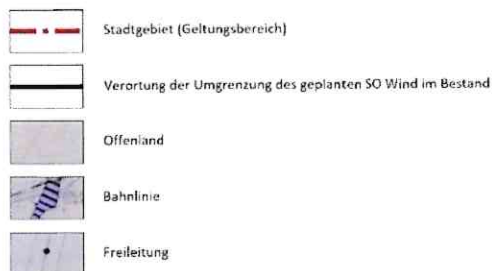 Stadtgebiet (Geltungsbereich)
Verortung der Umgrenzung des geplanten SO Wind im Bestand
Offenland
Bahnlinie
Freileitung